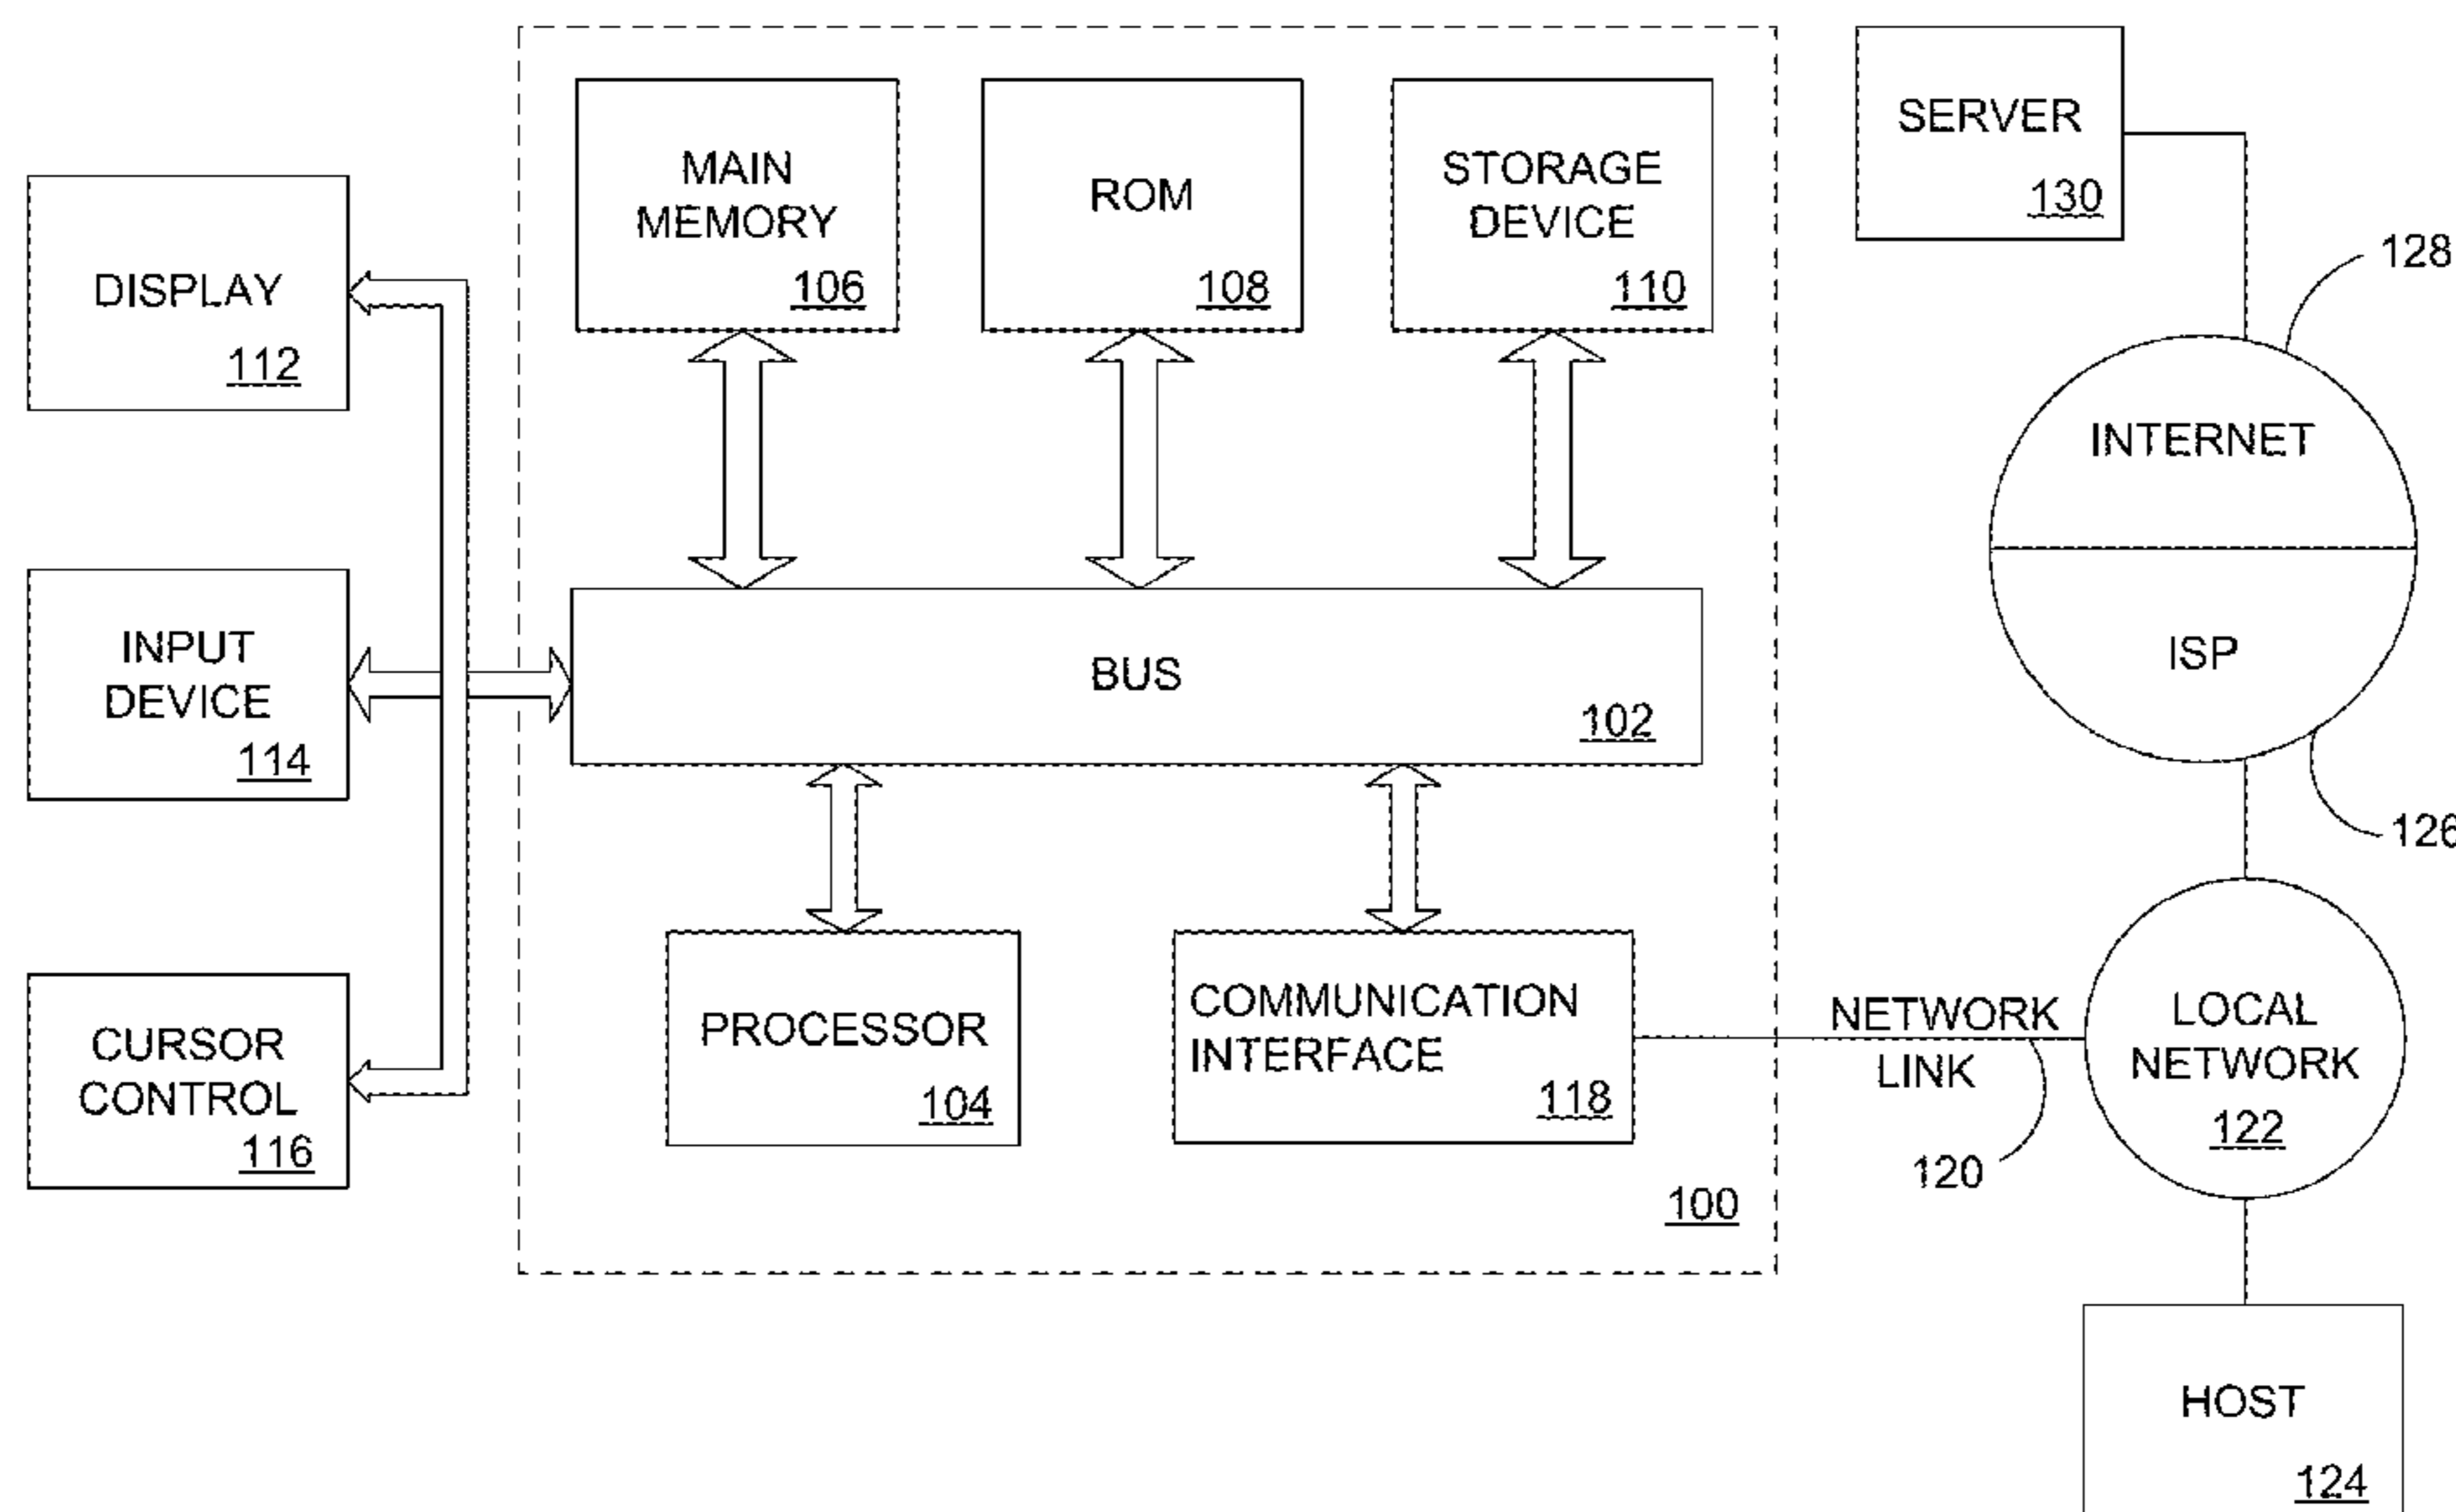 MAIN
MEMORY
106
ROM
108
STORAGE
DEVICE
110
SERVER
130
128
DISPLAY
112
INTERNET
ISP
126
INPUT
DEVICE
114
BUS
102
CURSOR
CONTROL
116
PROCESSOR
104
COMMUNICATION
INTERFACE
118
NETWORK
LINK
120
LOCAL
NETWORK
122
100
HOST
124